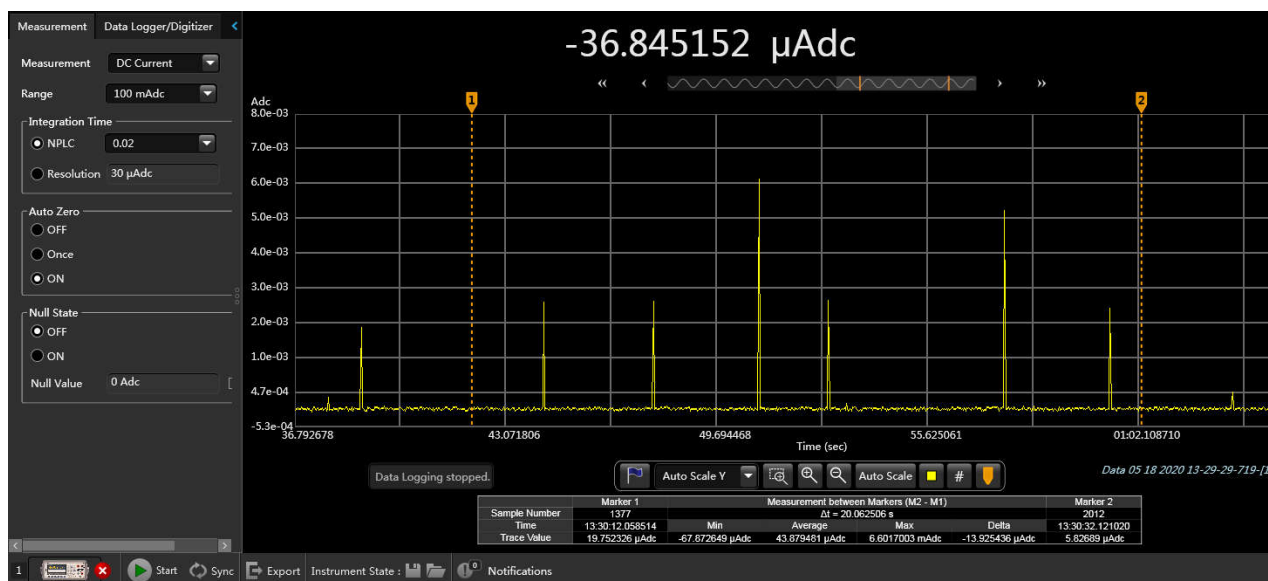 Measurement Data Logger/Digitizer <
-36.845152 µAdc
Measurement DC Current
Range 100 mAdc
« ‹ › »
Integration Time
NPLC 0.02
Resolution 30 µAdc
Auto Zero
OFF
Once
ON
Null State
OFF
ON
Null Value 0 Adc
Adc
1 2
8.0e-03
7.0e-03
6.0e-03
5.0e-03
4.0e-03
3.0e-03
2.0e-03
1.0e-03
4.7e-04
-5.3e-04
36.792678 43.071806 49.694468 55.625061 01:02.108710
Time (sec)
Data Logging stopped. Auto Scale Y Auto Scale # Data 05 18 2020 13-29-29-719-[1
Marker 1 Measurement between Markers (M2 - M1) Marker 2
Sample Number 1377 Δt = 20.062506 s 2012
Time 13:30:12.058514 Min Average Max Delta 13:30:32.121020
Trace Value 19.752326 µAdc -67.872649 µAdc 43.879481 µAdc 6.6017003 mAdc -13.925436 µAdc 5.82689 µAdc
1 Start Sync Export Instrument State : 0 Notifications